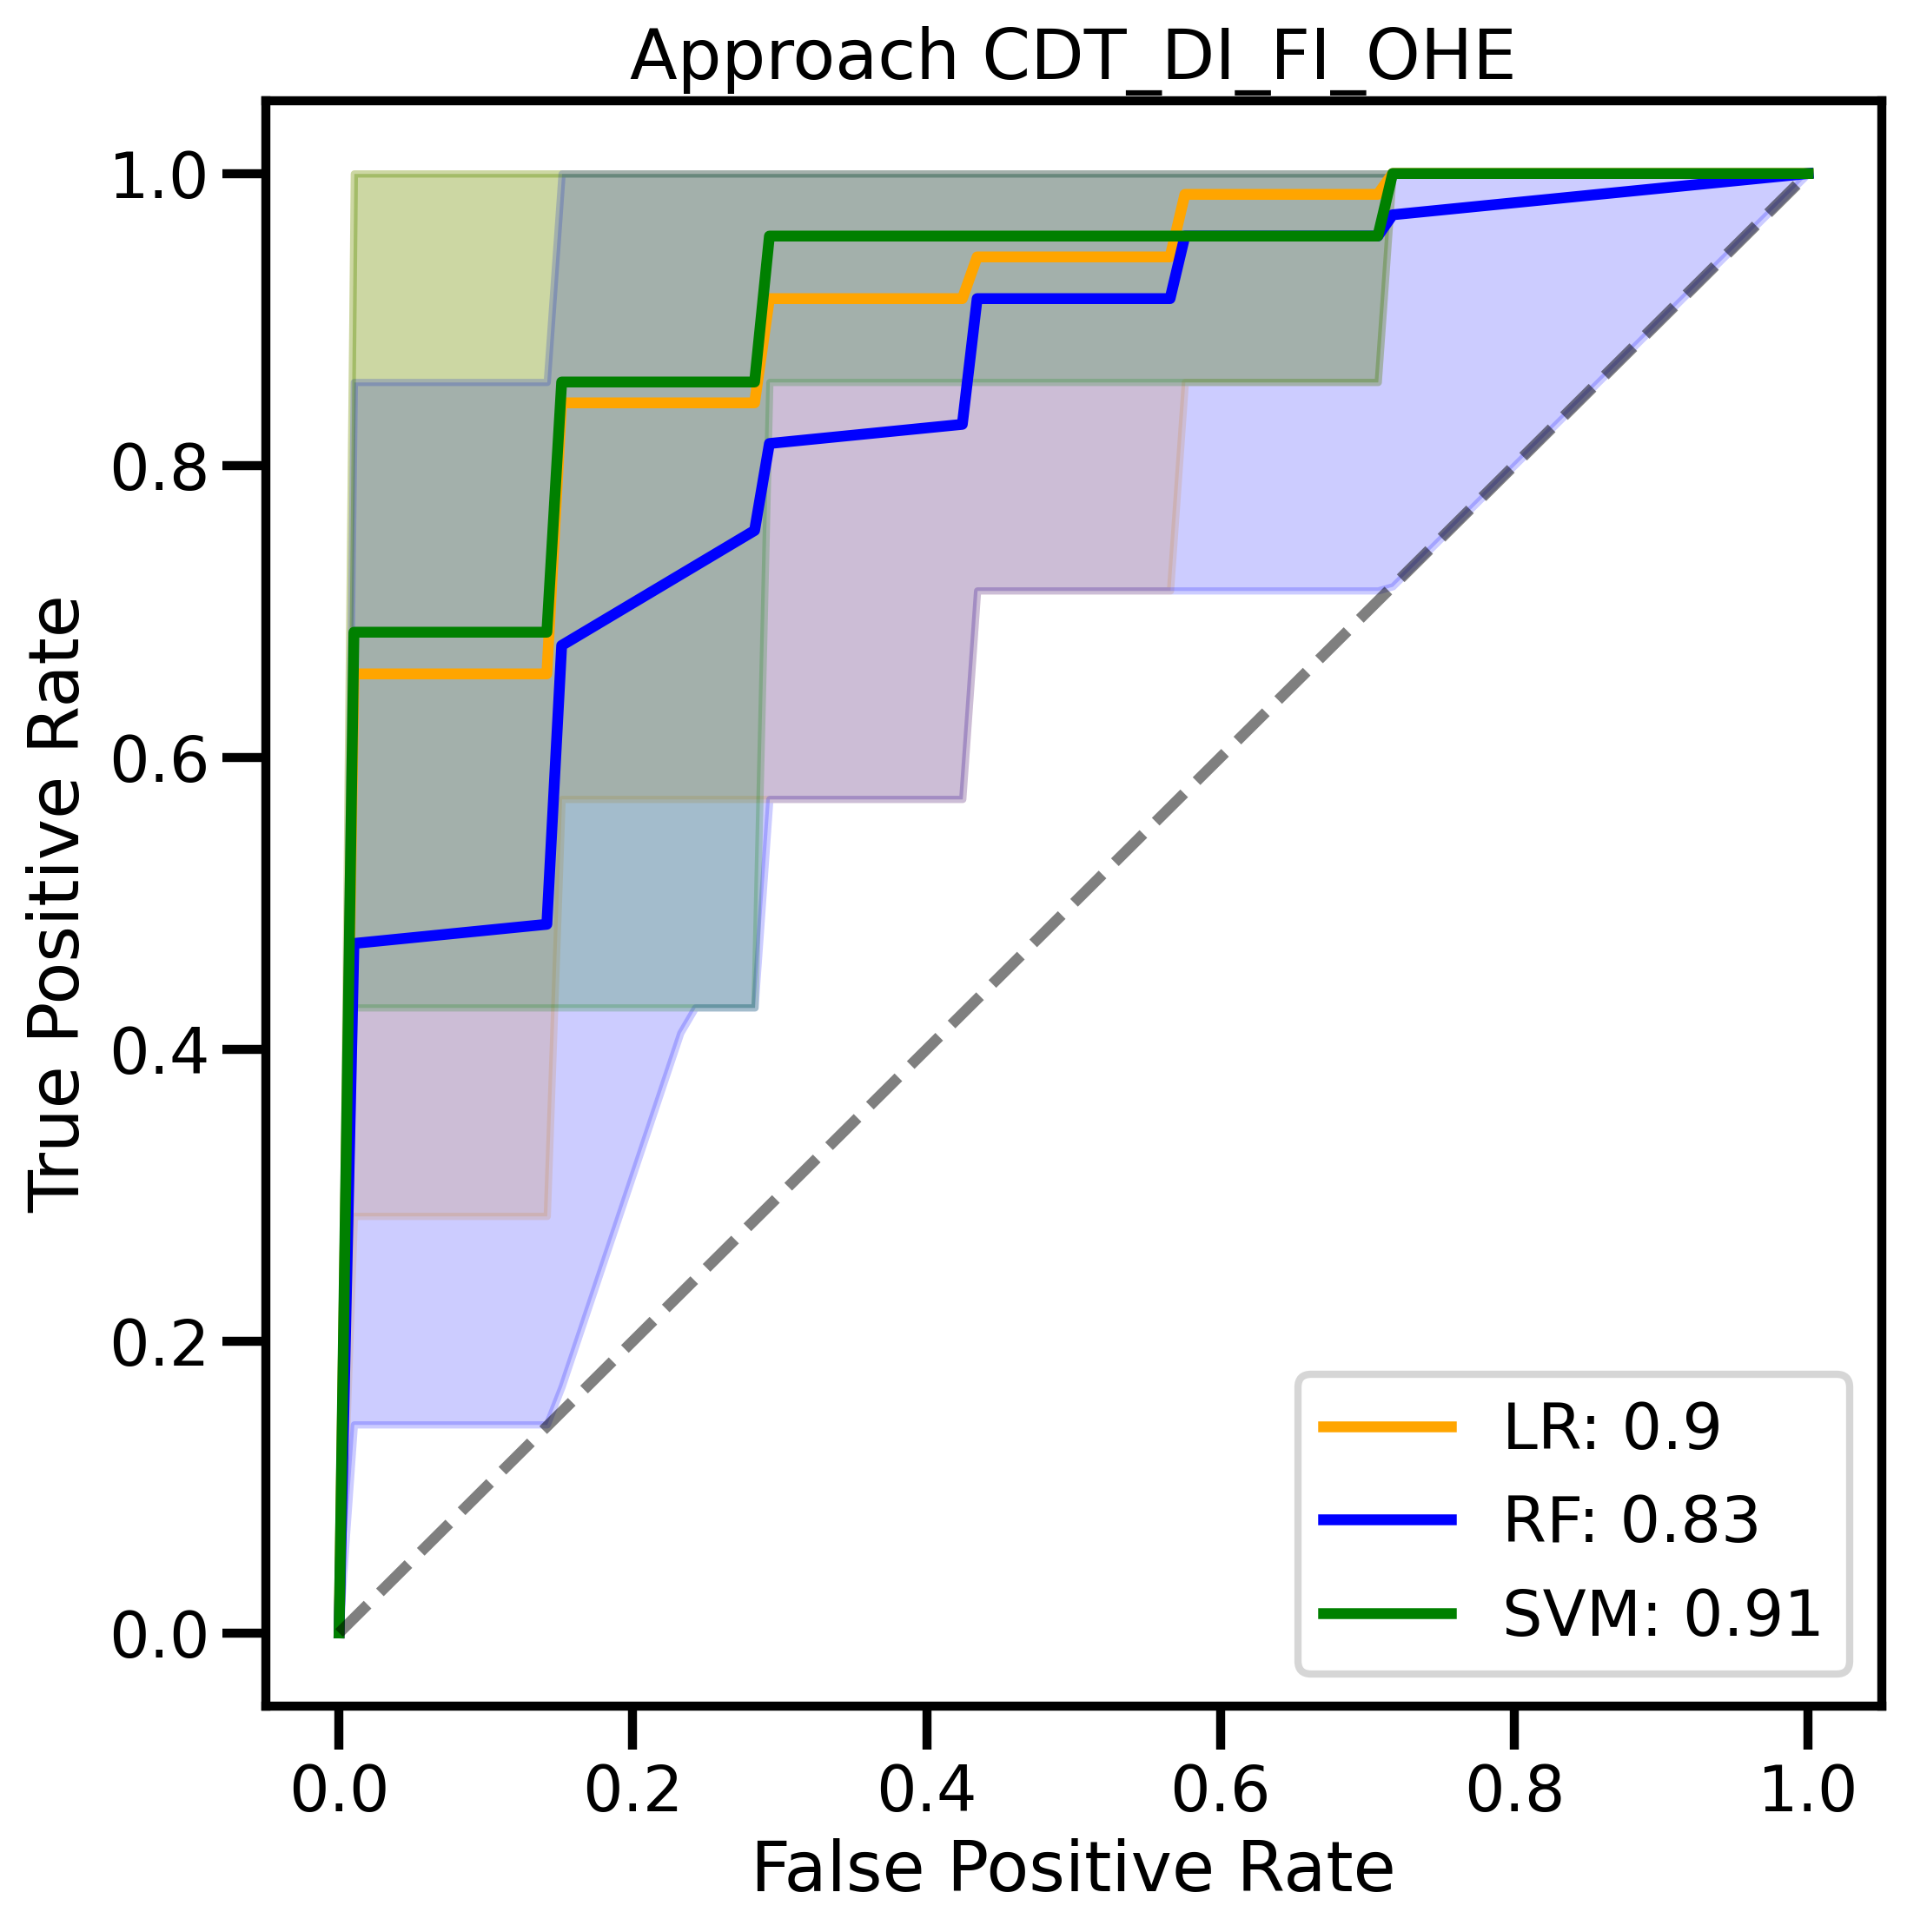 Approach CDT_DI_FI_OHE
True Positive Rate
1.0
0.8
0.6
0.4
0.2
0.0
LR: 0.9
RF: 0.83
SVM: 0.91
0.0 0.2 0.4 0.6 0.8 1.0
False Positive Rate